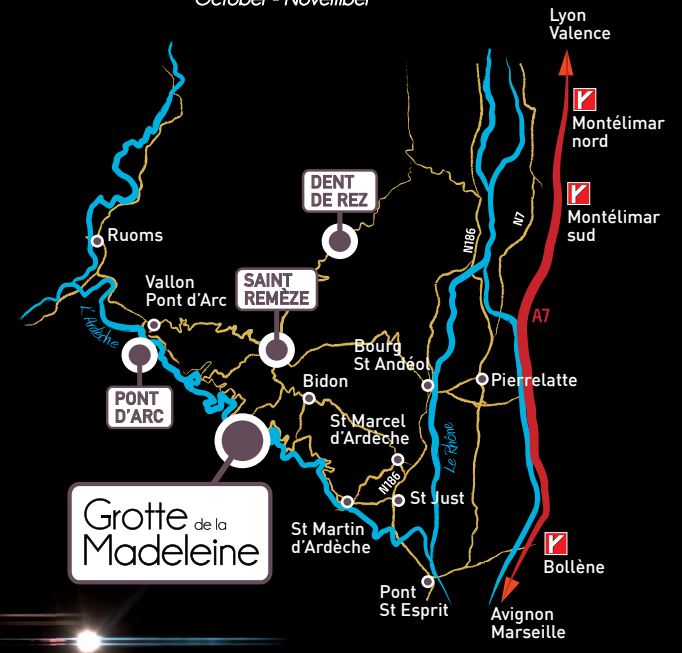 October - November
Lyon
Valence
Montélimar
nord
DENT
DE REZ
Montélimar
sud
N7
N186
Ruoms
Vallon
Pont d'Arc
SAINT
REMÈZE
L'Ardèche
A7
Bourg
St Andéol
Pierrelatte
Bidon
PONT
D'ARC
St Marcel
d'Ardèche
Le Rhône
N186
St Just
Grotte de la
Madeleine
St Martin
d'Ardèche
Bollène
Pont
St Esprit
Avignon
Marseille